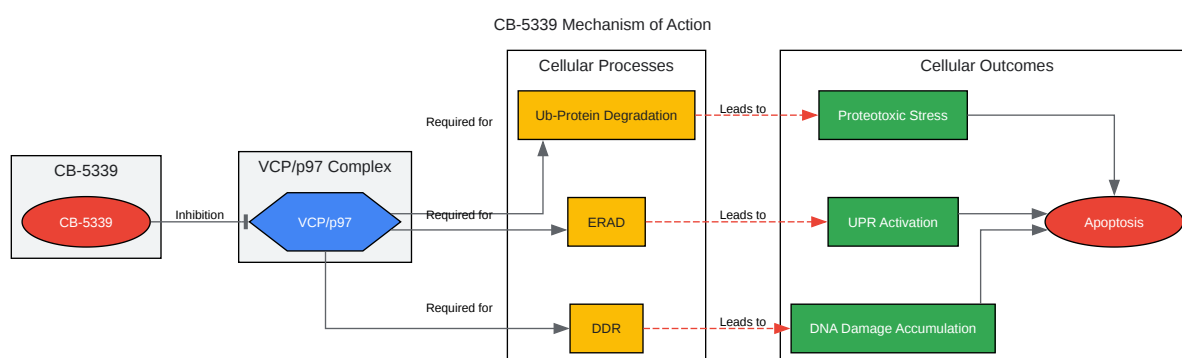 CB-5339 Mechanism of Action
Cellular Processes
Cellular Outcomes
Ub-Protein Degradation
Leads to
Proteotoxic Stress
Required for
CB-5339
VCP/p97 Complex
CB-5339
Inhibition
VCP/p97
Required for
ERAD
Leads to
UPR Activation
Apoptosis
Required for
DDR
Leads to
DNA Damage Accumulation